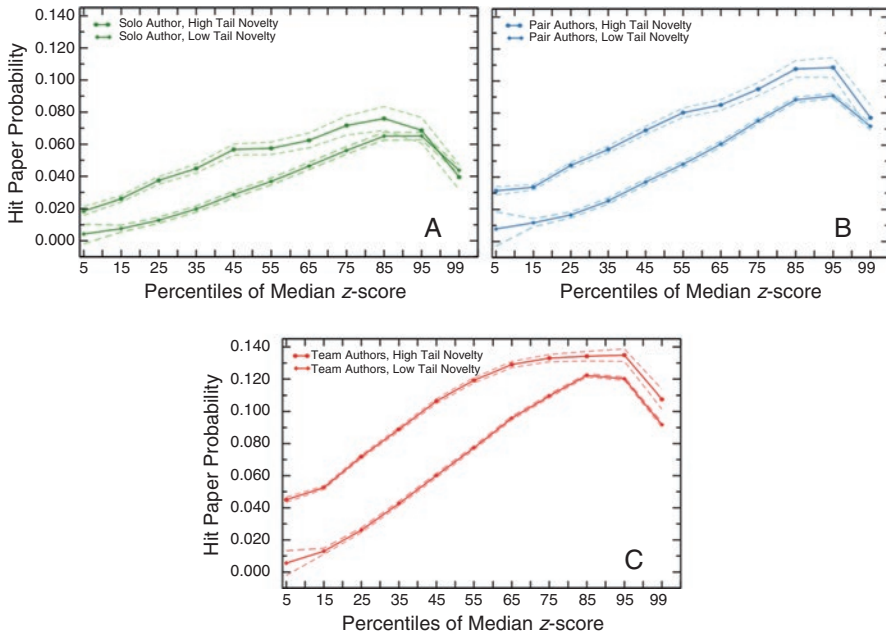 0.140
0.120
0.100
0.080
0.060
0.040
0.020
0.000
Hit Paper Probability
Solo Author, High Tail Novelty
Solo Author, Low Tail Novelty
A
5 15 25 35 45 55 65 75 85 95 99
Percentiles of Median z-score
Pair Authors, High Tail Novelty
Pair Authors, Low Tail Novelty
B
5 15 25 35 45 55 65 75 85 95 99
Percentiles of Median z-score
0.140
0.120
0.100
0.080
0.060
0.040
0.020
0.000
Hit Paper Probability
Team Authors, High Tail Novelty
Team Authors, Low Tail Novelty
C
5 15 25 35 45 55 65 75 85 95 99
Percentiles of Median z-score